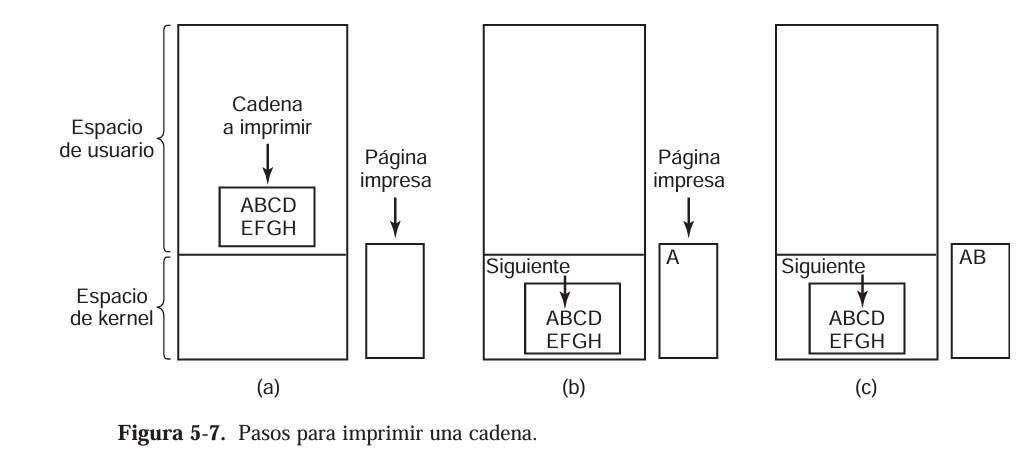 Espacio
de usuario
Cadena
a imprimir
ABCD
EFGH
Página
impresa
Espacio
de kernel
(a)
Página
impresa
A
Siguiente
ABCD
EFGH
(b)
AB
Siguiente
ABCD
EFGH
(c)
Figura 5-7. Pasos para imprimir una cadena.